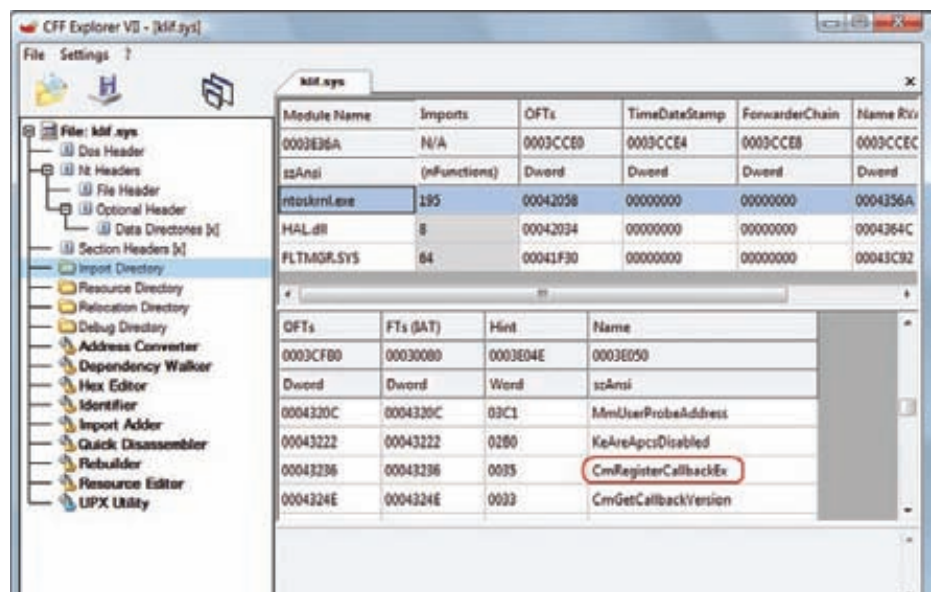 CFF Explorer VII - [klif.sys]
File Settings ?
klif.sys
File: klif.sys
Dos Header
Nt Headers
File Header
Optional Header
Data Directories [x]
Section Headers [x]
Import Directory
Resource Directory
Relocation Directory
Debug Directory
Address Converter
Dependency Walker
Hex Editor
Identifier
Import Adder
Quick Disassembler
Rebuilder
Resource Editor
UPX Utility
Module Name Imports OFTs TimeDateStamp ForwarderChain Name RVA
0003E36A N/A 0003CCE0 0003CCE4 0003CCE8 0003CCEC
szAnsi (nFunctions) Dword Dword Dword Dword
ntoskrnl.exe 195 00042058 00000000 00000000 0004356A
HAL.dll 8 00042034 00000000 00000000 0004364C
FLTMGR.SYS 64 00041F30 00000000 00000000 00043C92
OFTs FTs (IAT) Hint Name
0003CFB0 00030080 0003E04E 0003E050
Dword Dword Word szAnsi
0004320C 0004320C 03C1 MmUserProbeAddress
00043222 00043222 02B0 KeAreApcsDisabled
00043236 00043236 0035 CmRegisterCallbackEx
0004324E 0004324E 0033 CmGetCallbackVersion